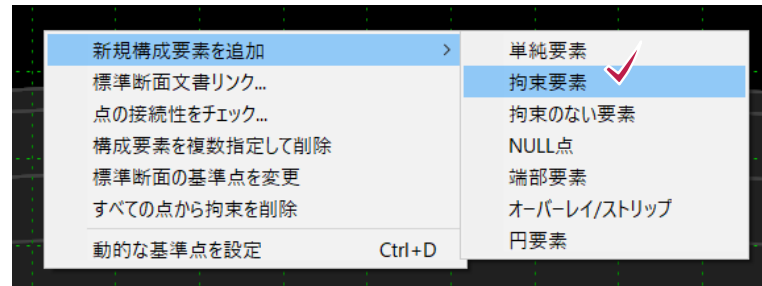 新規構成要素を追加 >
標準断面文書リンク...
点の接続性をチェック...
構成要素を複数指定して削除
標準断面の基準点を変更
すべての点から拘束を削除
動的な基準点を設定 Ctrl+D
単純要素
拘束要素
拘束のない要素
NULL点
端部要素
オーバーレイ/ストリップ
円要素